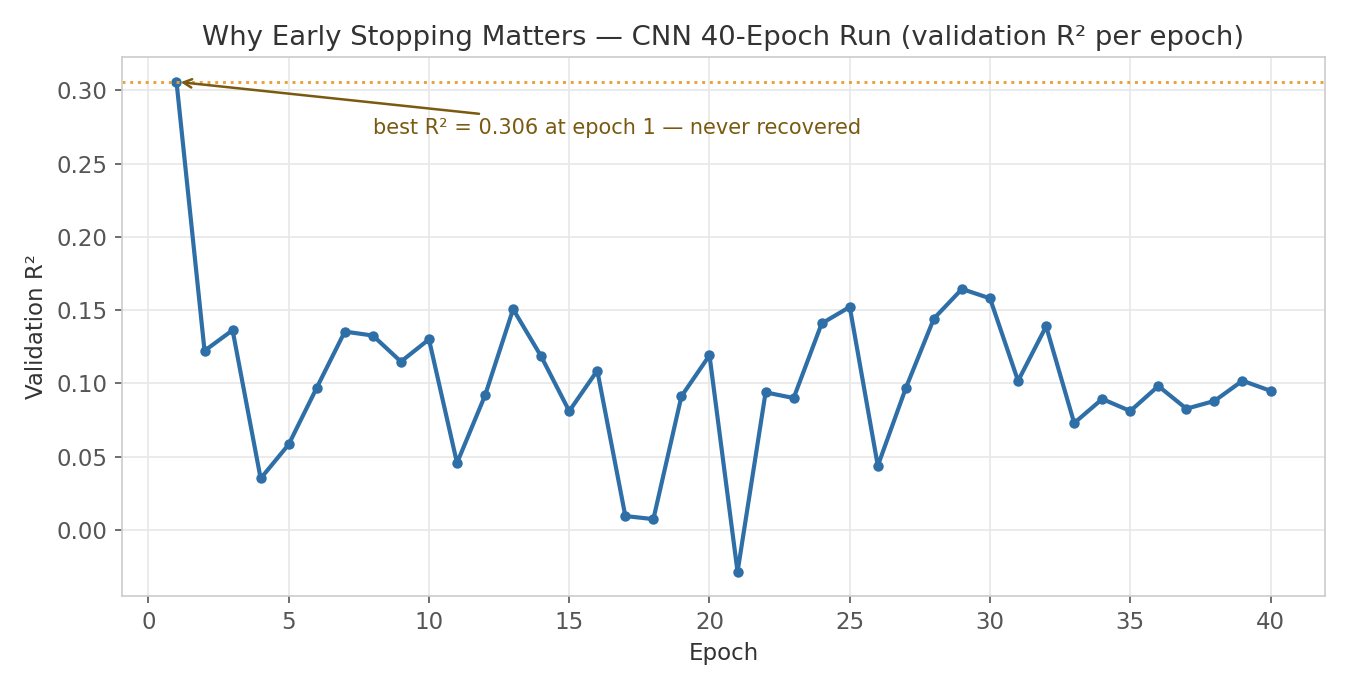 Why Early Stopping Matters — CNN 40-Epoch Run (validation R² per epoch)
0.30
best R² = 0.306 at epoch 1 — never recovered
0.25
0.20
Validation R²
0.15
0.10
0.05
0.00
0 5 10 15 20 25 30 35 40
Epoch